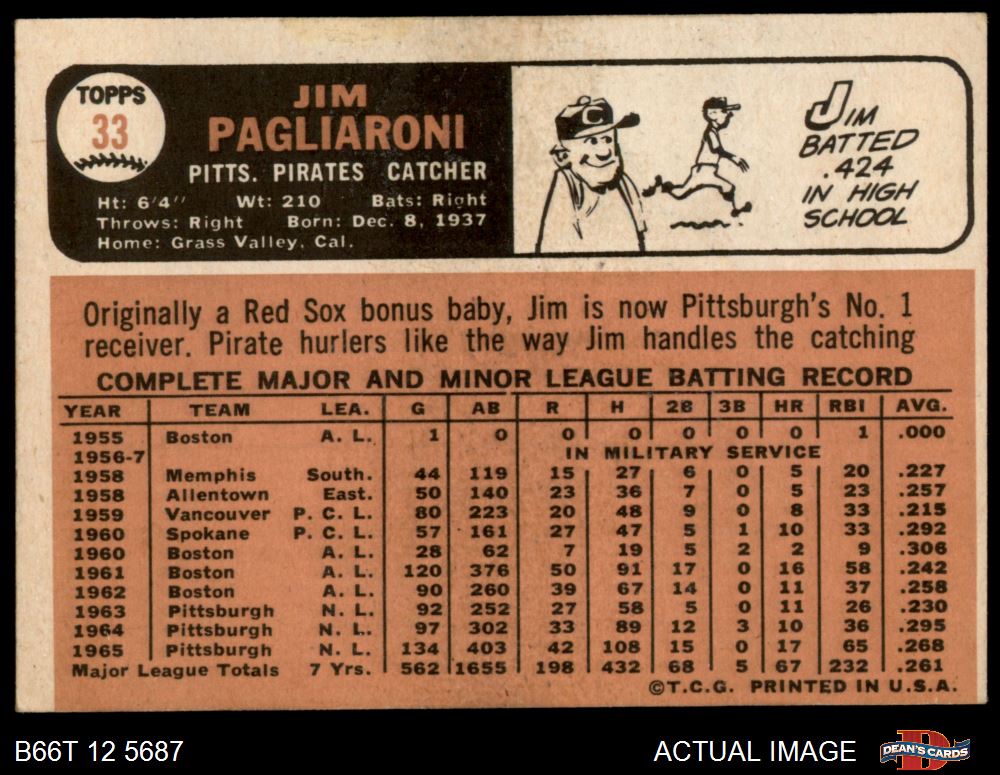 TOPPS
33
JIM
PAGLIARONI
PITTS. PIRATES CATCHER
Ht: 6'4" Wt: 210 Bats: Right
Throws: Right Born: Dec. 8, 1937
Home: Grass Valley, Cal.
C
JIM
BATTED
.424
IN HIGH
SCHOOL
Originally a Red Sox bonus baby, Jim is now Pittsburgh's No. 1
receiver. Pirate hurlers like the way Jim handles the catching
COMPLETE MAJOR AND MINOR LEAGUE BATTING RECORD
YEAR TEAM LEA. G AB R H 2B 3B HR RBI AVG.
1955 Boston A. L. 1 0 0 0 0 0 0 1 .000
1956-7 IN MILITARY SERVICE
1958 Memphis South. 44 119 15 27 6 0 5 20 .227
1958 Allentown East. 50 140 23 36 7 0 5 23 .257
1959 Vancouver P. C. L. 80 223 20 48 9 0 8 33 .215
1960 Spokane P. C. L. 57 161 27 47 5 1 10 33 .292
1960 Boston A. L. 28 62 7 19 5 2 2 9 .306
1961 Boston A. L. 120 376 50 91 17 0 16 58 .242
1962 Boston A. L. 90 260 39 67 14 0 11 37 .258
1963 Pittsburgh N. L. 92 252 27 58 5 0 11 26 .230
1964 Pittsburgh N. L. 97 302 33 89 12 3 10 36 .295
1965 Pittsburgh N. L. 134 403 42 108 15 0 17 65 .268
Major League Totals 7 Yrs. 562 1655 198 432 68 5 67 232 .261
©T.C.G. PRINTED IN U.S.A.
B66T 12 5687 ACTUAL IMAGE DEAN'S CARDS